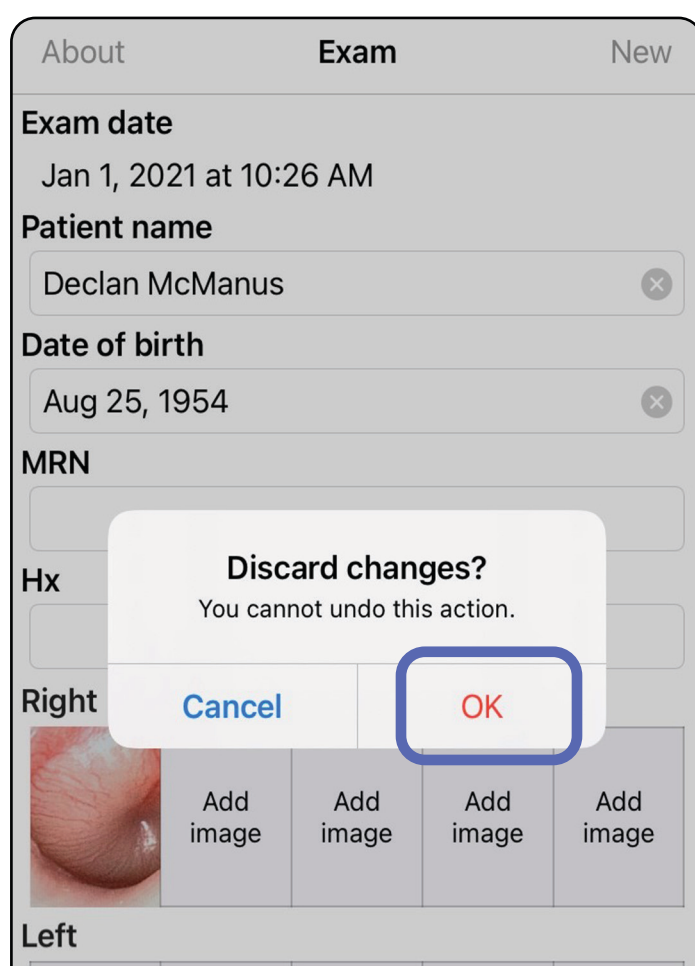 About Exam New
Exam date
Jan 1, 2021 at 10:26 AM
Patient name
Declan McManus
Date of birth
Aug 25, 1954
MRN
Hx
Discard changes?
You cannot undo this action.
Cancel OK
Right
Add image
Add image
Add image
Add image
Left